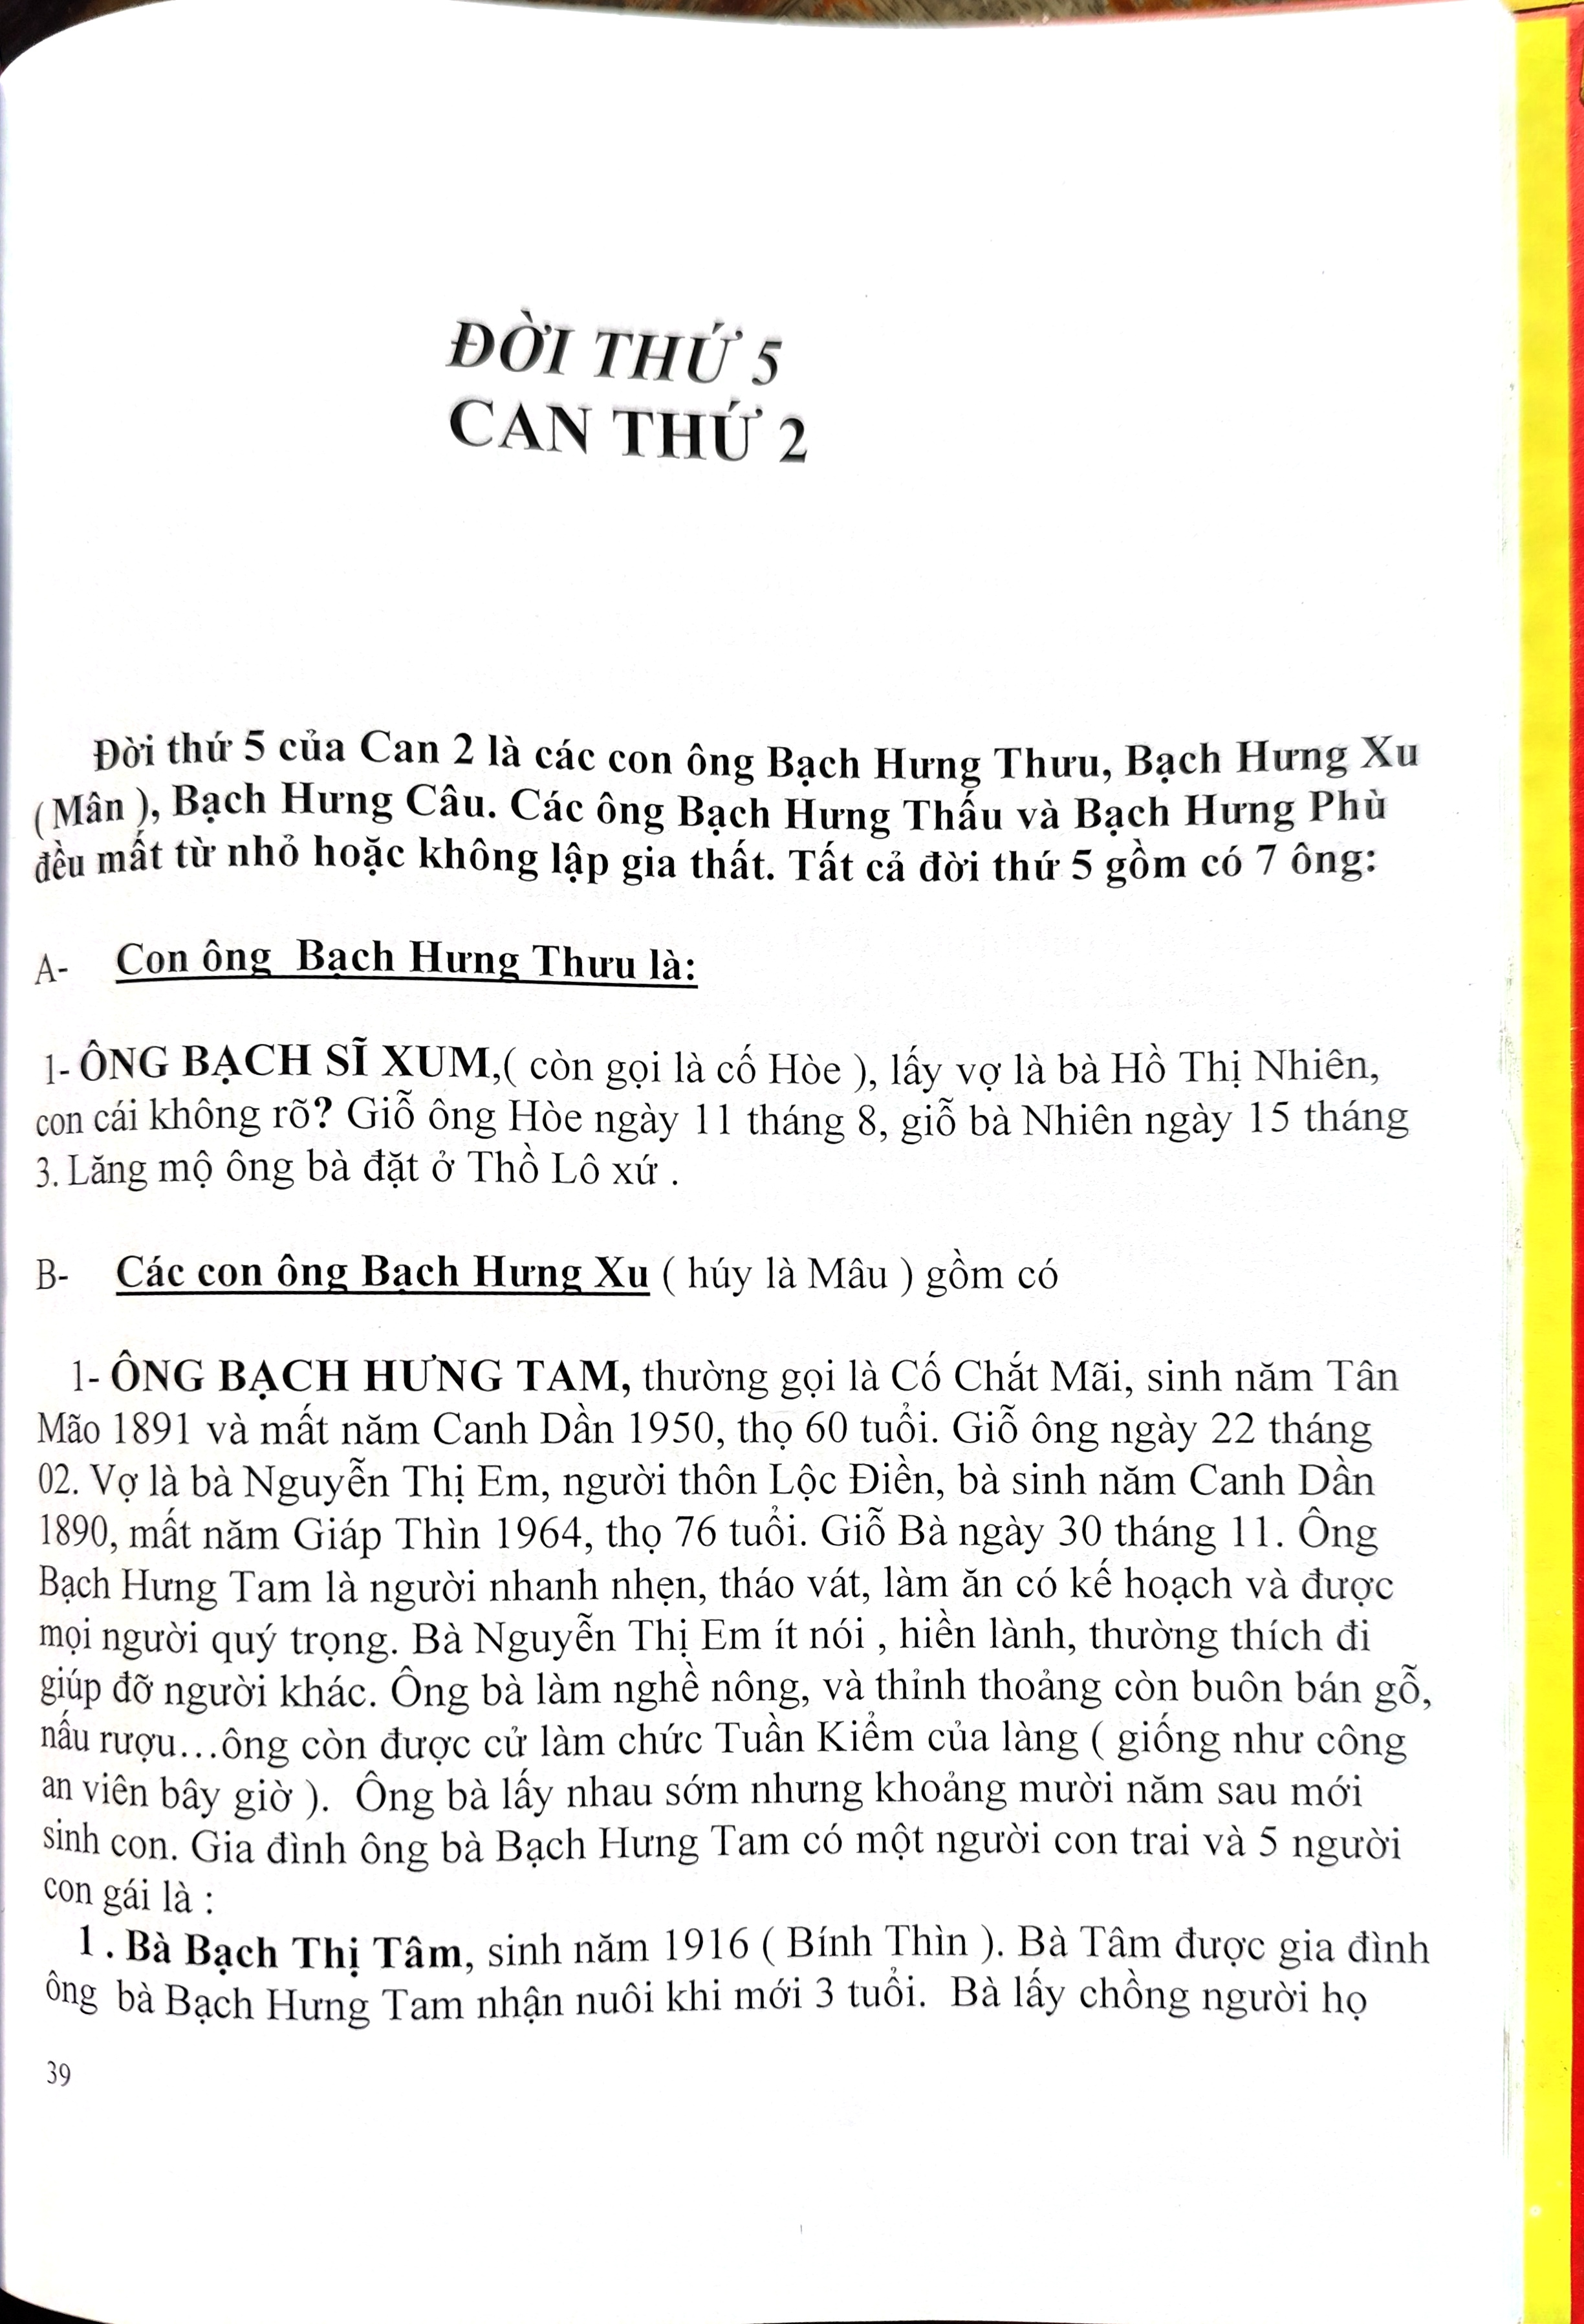 ĐỜI THỨ 5
CAN THỨ 2
Đời thứ 5 của Can 2 là các con ông Bạch Hưng Thưu, Bạch Hưng Xu
( Mân ), Bạch Hưng Câu. Các ông Bạch Hưng Thấu và Bạch Hưng Phù
đều mất từ nhỏ hoặc không lập gia thất. Tất cả đời thứ 5 gồm có 7 ông:
A- Con ông Bạch Hưng Thưu là:
1- ÔNG BẠCH SĨ XUM,( còn gọi là cố Hòe ), lấy vợ là bà Hồ Thị Nhiên,
con cái không rõ? Giỗ ông Hòe ngày 11 tháng 8, giỗ bà Nhiên ngày 15 tháng
3. Lăng mộ ông bà đặt ở Thồ Lô xứ .
B- Các con ông Bạch Hưng Xu ( húy là Mâu ) gồm có
1- ÔNG BẠCH HƯNG TAM, thường gọi là Cố Chắt Mãi, sinh năm Tân
Mão 1891 và mất năm Canh Dần 1950, thọ 60 tuổi. Giỗ ông ngày 22 tháng
02. Vợ là bà Nguyễn Thị Em, người thôn Lộc Điền, bà sinh năm Canh Dần
1890, mất năm Giáp Thìn 1964, thọ 76 tuổi. Giỗ Bà ngày 30 tháng 11. Ông
Bạch Hưng Tam là người nhanh nhẹn, tháo vát, làm ăn có kế hoạch và được
mọi người quý trọng. Bà Nguyễn Thị Em ít nói , hiền lành, thường thích đi
giúp đỡ người khác. Ông bà làm nghề nông, và thỉnh thoảng còn buôn bán gỗ,
nấu rượu...ông còn được cử làm chức Tuần Kiểm của làng ( giống như công
an viên bây giờ ). Ông bà lấy nhau sớm nhưng khoảng mười năm sau mới
sinh con. Gia đình ông bà Bạch Hưng Tam có một người con trai và 5 người
con gái là :
1 . Bà Bạch Thị Tâm, sinh năm 1916 ( Bính Thìn ). Bà Tâm được gia đình
ông bà Bạch Hưng Tam nhận nuôi khi mới 3 tuổi. Bà lấy chồng người họ
39